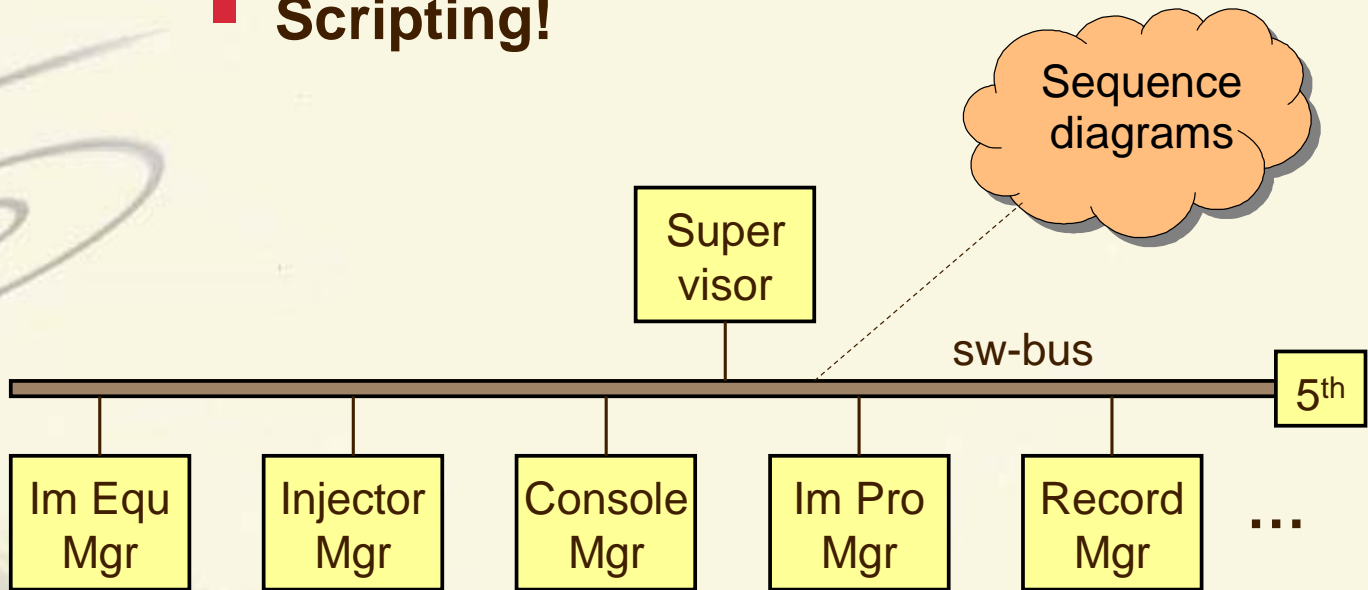 Scripting!
Sequence
diagrams
Super
visor
sw-bus
5th
Im Equ
Mgr
Injector
Mgr
Console
Mgr
Im Pro
Mgr
Record
Mgr
...